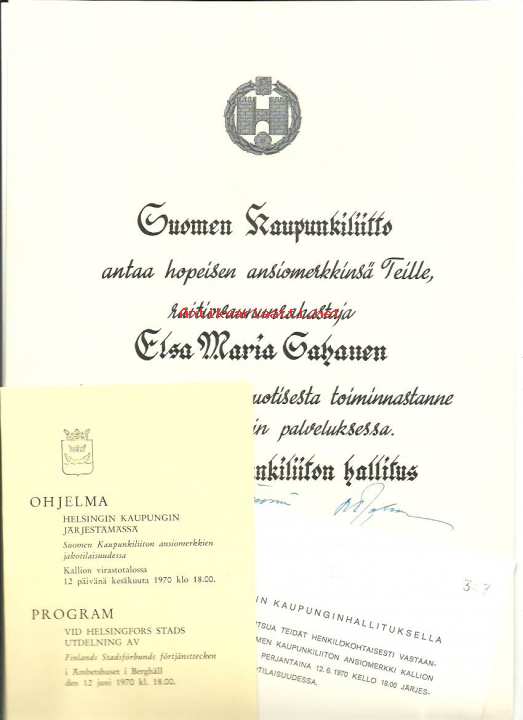 Suomen Kaupunkiliitto
antaa hopeisen ansiomerkkinsä Teille,
Elsa Maria Sahanen
uotisesta toiminnastanne
in palveluksessa.
nkiliiton hallitus
OHJELMA
HELSINGIN KAUPUNGIN
JÄRJESTÄMÄSSÄ
Suomen Kaupunkiliiton ansiomerkkien
jakotilaisuudessa
Kallion virastotalossa
12 päivänä kesäkuuta 1970 klo 18.00.
PROGRAM
VID HELSINGFORS STADS
UTDELNING AV
Finlands Stadsförbunds förtjänsttecken
i Ämbetshuset i Berghäll
den 12 juni 1970 kl. 18.00.
IN KAUPUNGINHALLITUKSELLA
TSUA TEIDÄT HENKILÖKOHTAISESTI VASTAAN-
MEN KAUPUNKILIITON ANSIOMERKKI KALLION
PERJANTAINA 12.6.1970 KELLO 18.00 JÄRJES-
TILAISUUDESSA.